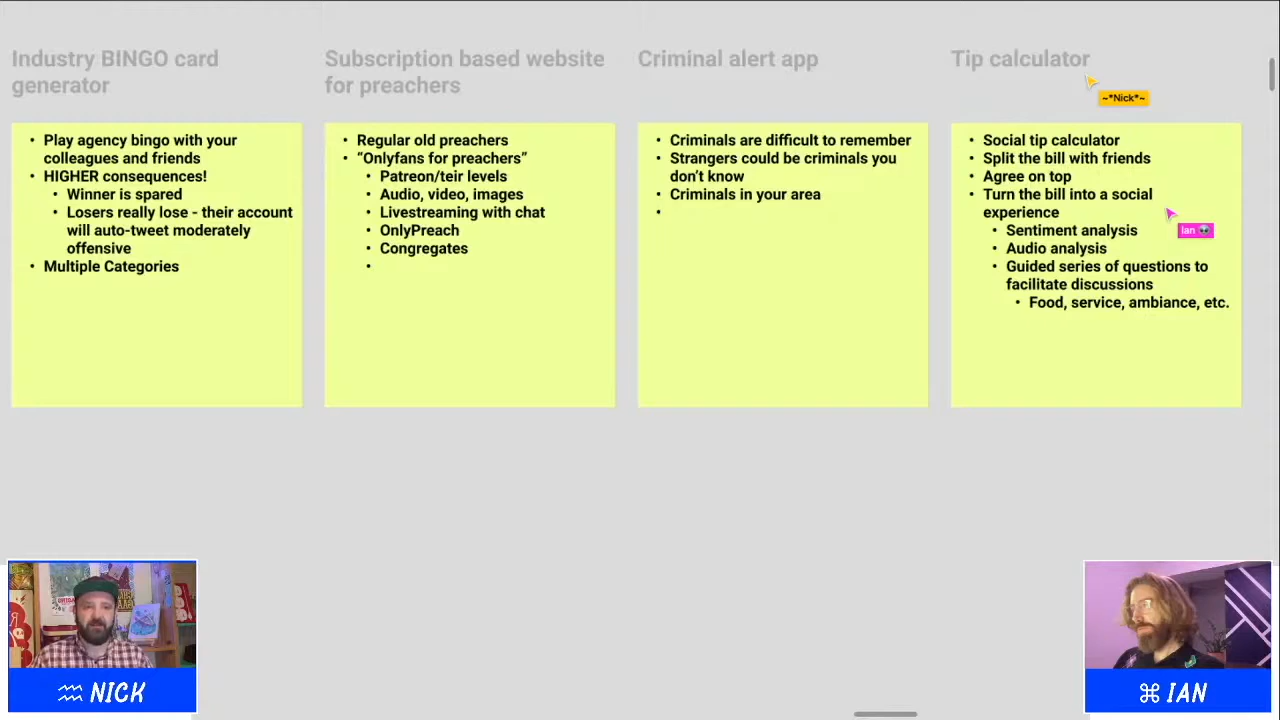 Industry BINGO card
generator
Subscription based website
for preachers
Criminal alert app
Tip calculator
~*Nick*~
• Play agency bingo with your
colleagues and friends
• HIGHER consequences!
• Winner is spared
• Losers really lose - their account
will auto-tweet moderately
offensive
• Multiple Categories
• Regular old preachers
• “Onlyfans for preachers”
• Patreon/teir levels
• Audio, video, images
• Livestreaming with chat
• OnlyPreach
• Congregates
•
• Criminals are difficult to remember
• Strangers could be criminals you
don’t know
• Criminals in your area
•
• Social tip calculator
• Split the bill with friends
• Agree on top
• Turn the bill into a social
experience
• Sentiment analysis
• Audio analysis
• Guided series of questions to
facilitate discussions
• Food, service, ambiance, etc.
Ian 👽
♒ NICK
⌘ IAN